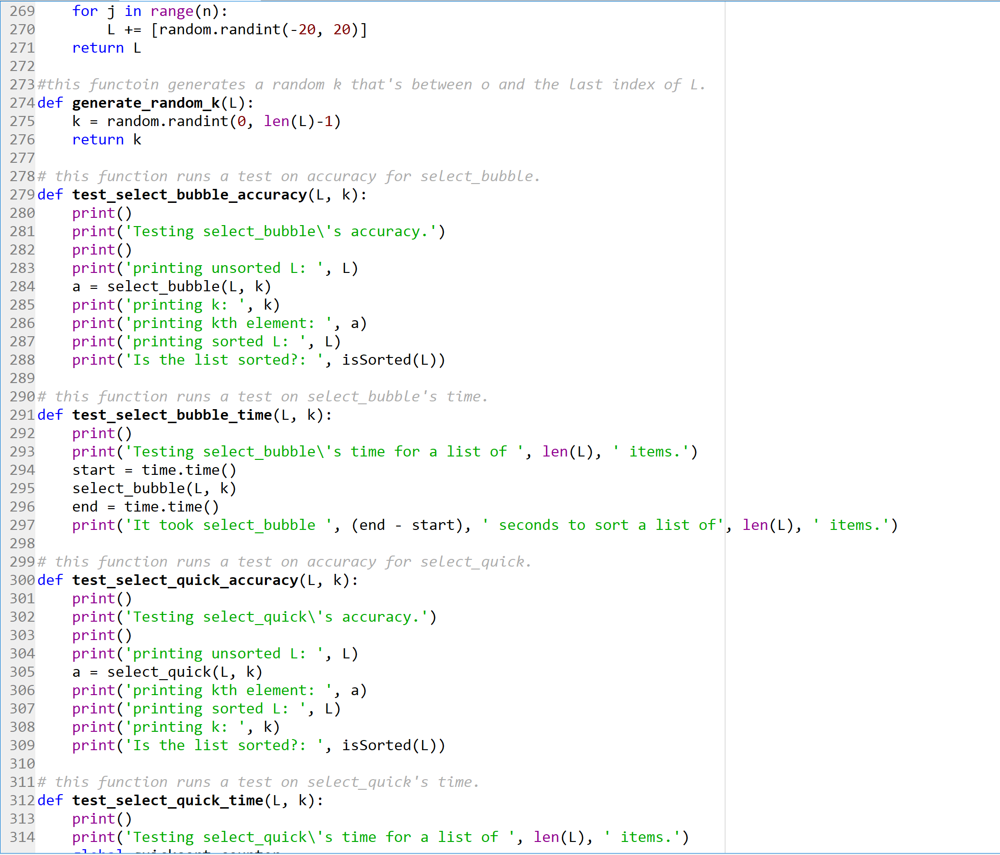 269    for j in range(n):
270        L += [random.randint(-20, 20)]
271    return L
272
273 #this functoin generates a random k that's between o and the last index of L.
274 def generate_random_k(L):
275    k = random.randint(0, len(L)-1)
276    return k
277
278 # this function runs a test on accuracy for select_bubble.
279 def test_select_bubble_accuracy(L, k):
280    print()
281    print('Testing select_bubble\'s accuracy.')
282    print()
283    print('printing unsorted L: ', L)
284    a = select_bubble(L, k)
285    print('printing k: ', k)
286    print('printing kth element: ', a)
287    print('printing sorted L: ', L)
288    print('Is the list sorted?: ', isSorted(L))
289
290 # this function runs a test on select_bubble's time.
291 def test_select_bubble_time(L, k):
292    print()
293    print('Testing select_bubble\'s time for a list of ', len(L), ' items.')
294    start = time.time()
295    select_bubble(L, k)
296    end = time.time()
297    print('It took select_bubble ', (end - start), ' seconds to sort a list of', len(L), ' items.')
298
299 # this function runs a test on accuracy for select_quick.
300 def test_select_quick_accuracy(L, k):
301    print()
302    print('Testing select_quick\'s accuracy.')
303    print()
304    print('printing unsorted L: ', L)
305    a = select_quick(L, k)
306    print('printing kth element: ', a)
307    print('printing sorted L: ', L)
308    print('printing k: ', k)
309    print('Is the list sorted?: ', isSorted(L))
310
311 # this function runs a test on select_quick's time.
312 def test_select_quick_time(L, k):
313    print()
314    print('Testing select_quick\'s time for a list of ', len(L), ' items.')